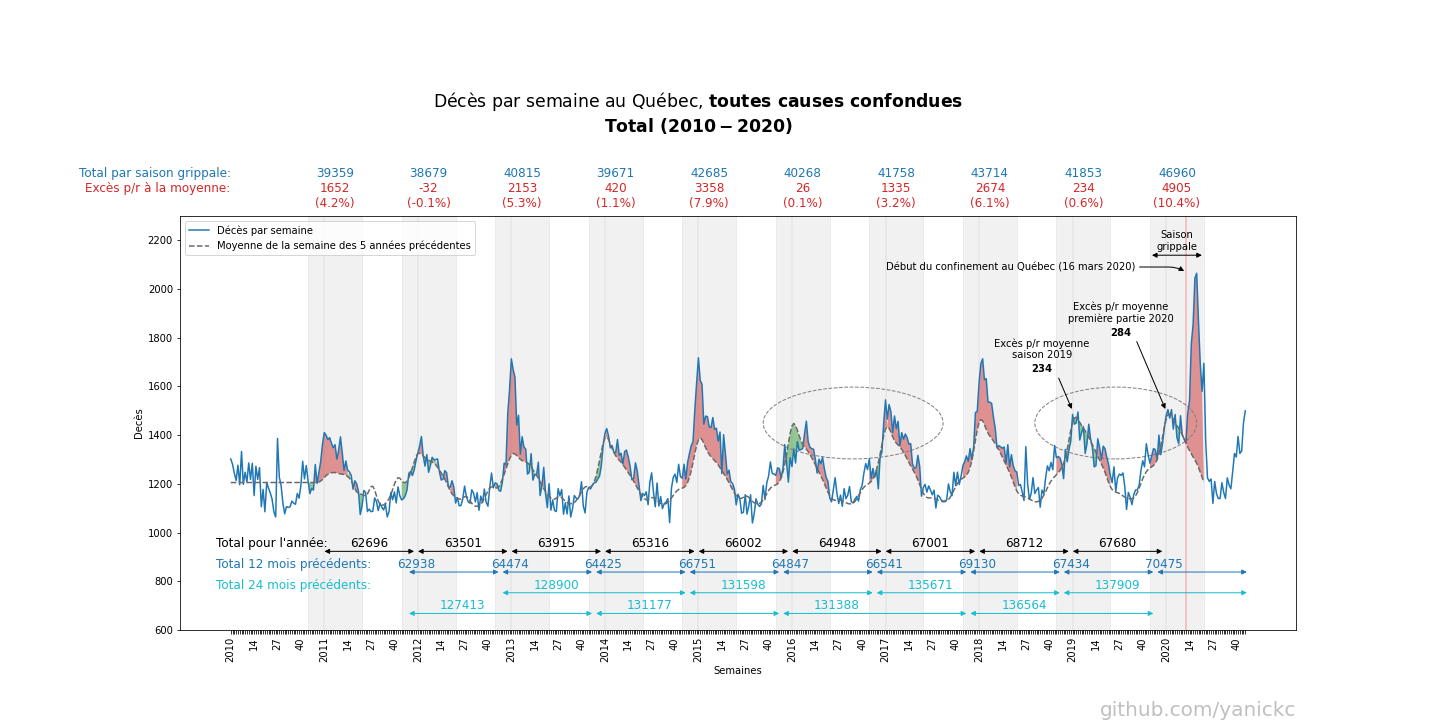 Décès par semaine au Québec, toutes causes confondues
Total (2010 – 2020)
Total par saison grippale: 39359 38679 40815 39671 42685 40268 41758 43714 41853 46960
Excès p/r à la moyenne: 1652 -32 2153 420 3358 26 1335 2674 234 4905
(4.2%) (-0.1%) (5.3%) (1.1%) (7.9%) (0.1%) (3.2%) (6.1%) (0.6%) (10.4%)
Décès par semaine
Moyenne de la semaine des 5 années précédentes
Saison
grippale
Début du confinement au Québec (16 mars 2020)
Excès p/r moyenne
première partie 2020
284
Excès p/r moyenne
saison 2019
234
2200
2000
1800
1600
1400
1200
1000
800
600
Decès
Total pour l'année: 62696 63501 63915 65316 66002 64948 67001 68712 67680
Total 12 mois précédents: 62938 64474 64425 66751 64847 66541 69130 67434 70475
Total 24 mois précédents: 128900 131598 135671 137909
127413 131177 131388 136564
2010 14 27 40 2011 14 27 40 2012 14 27 40 2013 14 27 40 2014 14 27 40 2015 14 27 40 2016 14 27 40 2017 14 27 40 2018 14 27 40 2019 14 27 40 2020 14 27 40
Semaines
github.com/yanickc